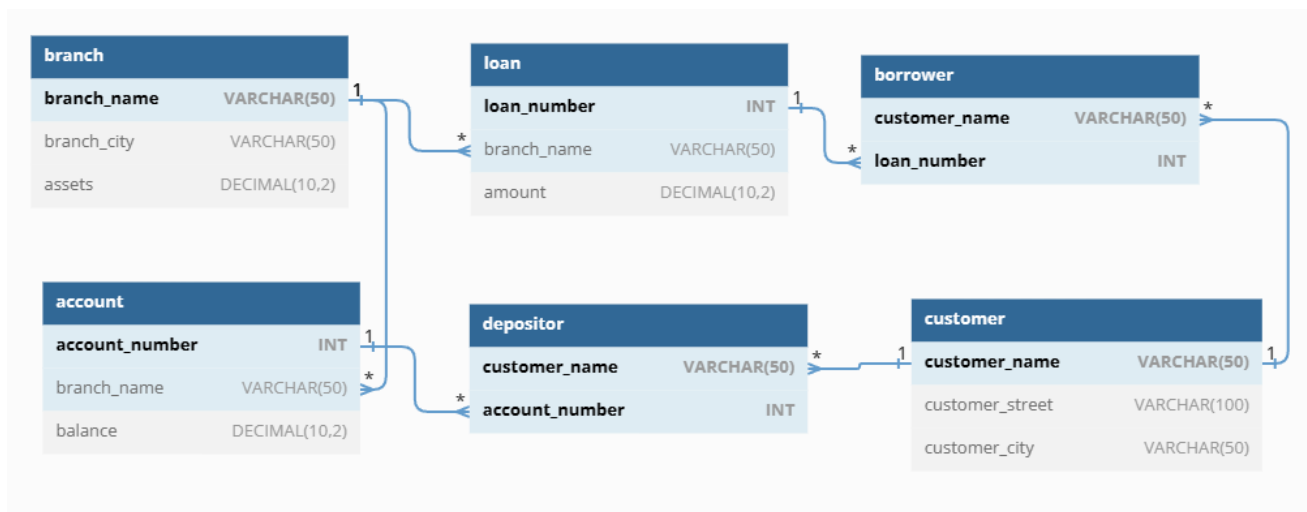 branch
branch_name VARCHAR(50)
branch_city VARCHAR(50)
assets DECIMAL(10,2)
1
*
loan
loan_number INT
branch_name VARCHAR(50)
amount DECIMAL(10,2)
1
*
borrower
customer_name VARCHAR(50)
loan_number INT
*
account
account_number INT
branch_name VARCHAR(50)
balance DECIMAL(10,2)
1
*
*
depositor
customer_name VARCHAR(50)
account_number INT
*
1
customer
customer_name VARCHAR(50)
customer_street VARCHAR(100)
customer_city VARCHAR(50)
1